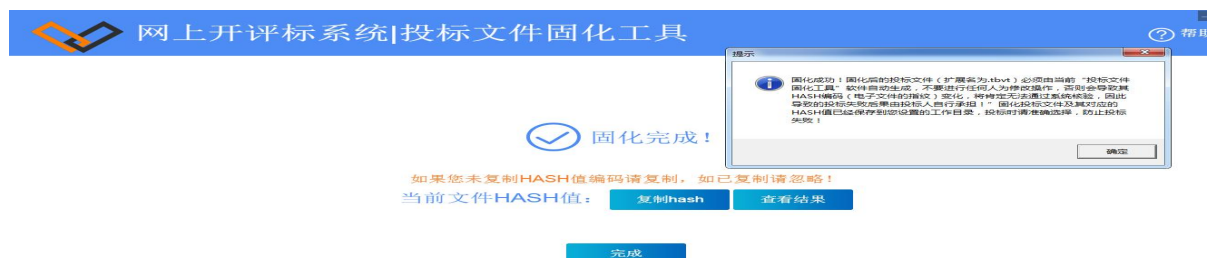 网上开评标系统|投标文件固化工具
帮助
提示
固化成功！固化后的投标文件（扩展名为.tbvt）必须由当前“投标文件
固化工具”软件自动生成，不要进行任何人为修改操作，否则会导致其
HASH编码（电子文件的指纹）变化，将肯定无法通过系统核验，因此
导致的投标失败后果由投标人自行承担！”固化投标文件及其对应的
HASH值已经保存到您设置的工作目录，投标时请准确选择，防止投标
失败！
确定
固化完成！
如果您未复制HASH值编码请复制，如已复制请忽略！
当前文件HASH值：
复制hash
查看结果
完成